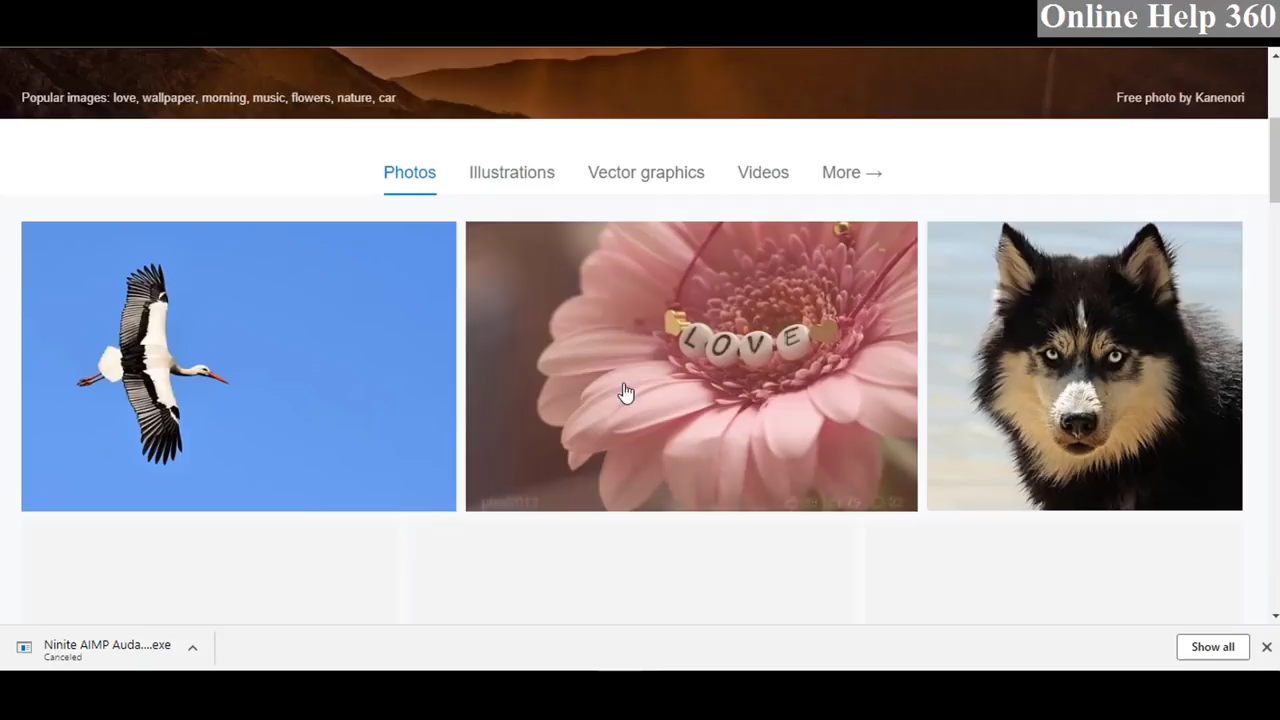 Online Help 360
Popular images: love, wallpaper, morning, music, flowers, nature, car
Free photo by Kanenori
Photos
Illustrations
Vector graphics
Videos
More →
LOVE
Ninite AIMP Auda....exe
Canceled
Show all